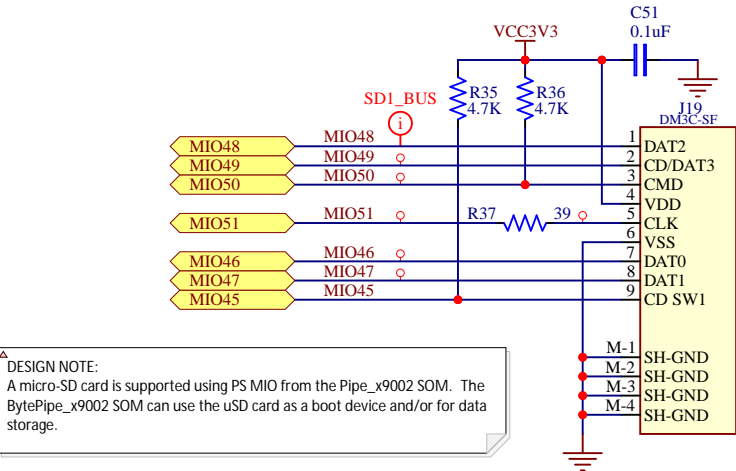 C51
0.1uF
VCC3V3
R35
4.7K
R36
4.7K
SD1_BUS
i
J19
DM3C-SF
MIO48 MIO48 1 DAT2
MIO49 MIO49 2 CD/DAT3
MIO50 MIO50 3 CMD
4 VDD
MIO51 MIO51 R37 39 5 CLK
6 VSS
MIO46 MIO46 7 DAT0
MIO47 MIO47 8 DAT1
MIO45 MIO45 9 CD SW1
M-1 SH-GND
M-2 SH-GND
M-3 SH-GND
M-4 SH-GND
DESIGN NOTE:
A micro-SD card is supported using PS MIO from the Pipe_x9002 SOM. The
BytePipe_x9002 SOM can use the uSD card as a boot device and/or for data
storage.